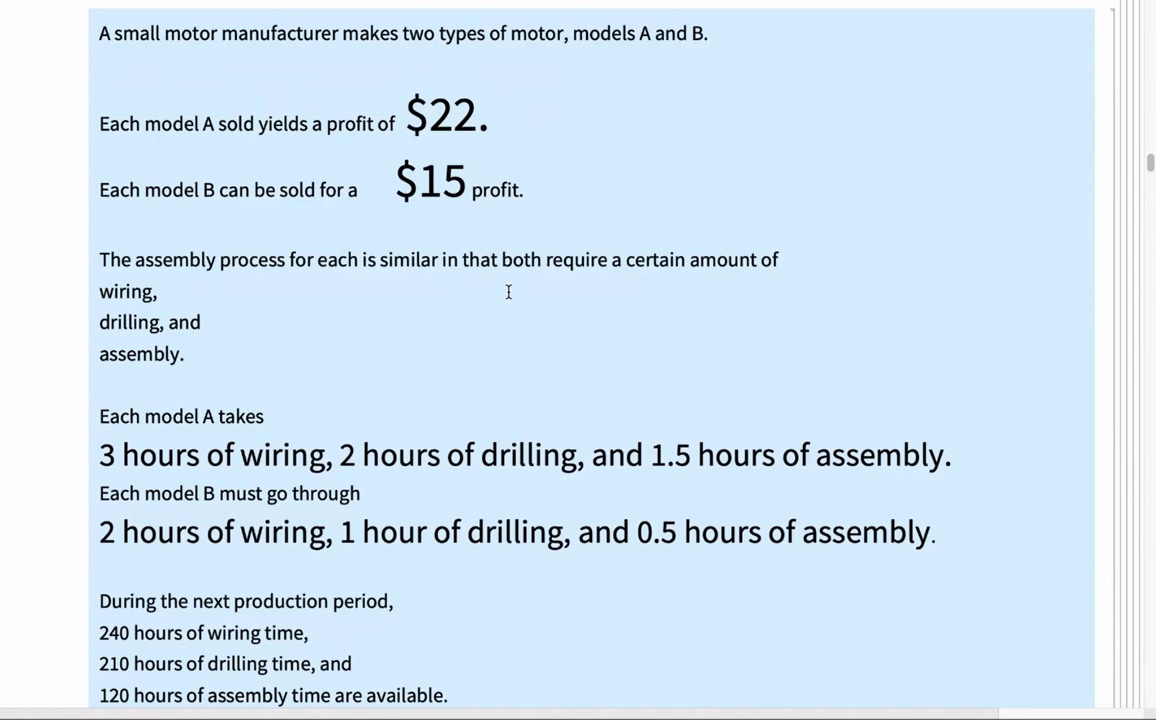 A small motor manufacturer makes two types of motor, models A and B.
Each model A sold yields a profit of $22.
Each model B can be sold for a $15 profit.
The assembly process for each is similar in that both require a certain amount of
wiring,
drilling, and
assembly.
Each model A takes
3 hours of wiring, 2 hours of drilling, and 1.5 hours of assembly.
Each model B must go through
2 hours of wiring, 1 hour of drilling, and 0.5 hours of assembly.
During the next production period,
240 hours of wiring time,
210 hours of drilling time, and
120 hours of assembly time are available.